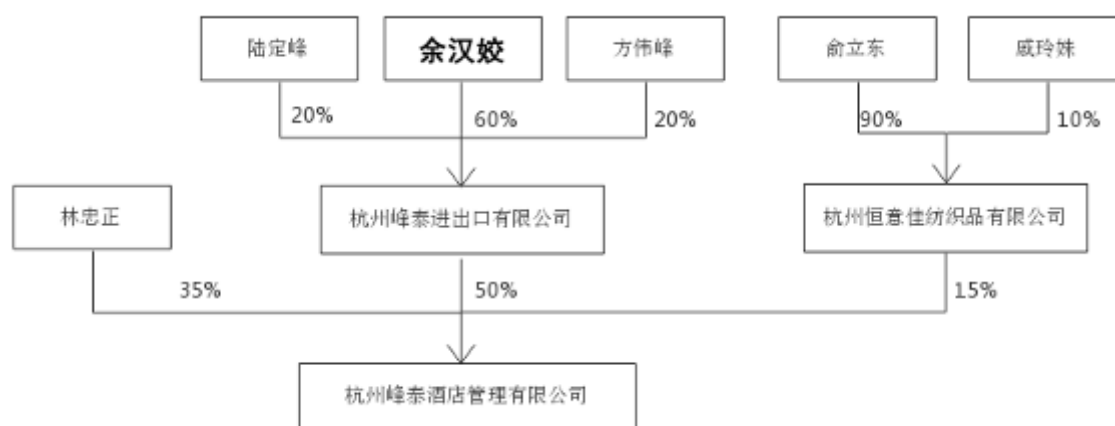 陆定峰
余汉姣
方伟峰
俞立东
戚玲妹
20%
60%
20%
90%
10%
林忠正
杭州峰泰进出口有限公司
杭州恒意佳纺织品有限公司
35%
50%
15%
杭州峰泰酒店管理有限公司